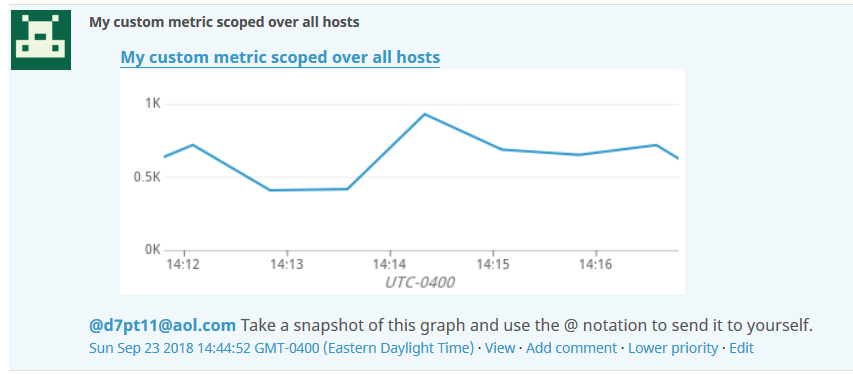 My custom metric scoped over all hosts
My custom metric scoped over all hosts
1K
0.5K
0K
14:12 14:13 14:14 14:15 14:16
UTC-0400
@d7pt11@aol.com Take a snapshot of this graph and use the @ notation to send it to yourself.
Sun Sep 23 2018 14:44:52 GMT-0400 (Eastern Daylight Time) · View · Add comment · Lower priority · Edit